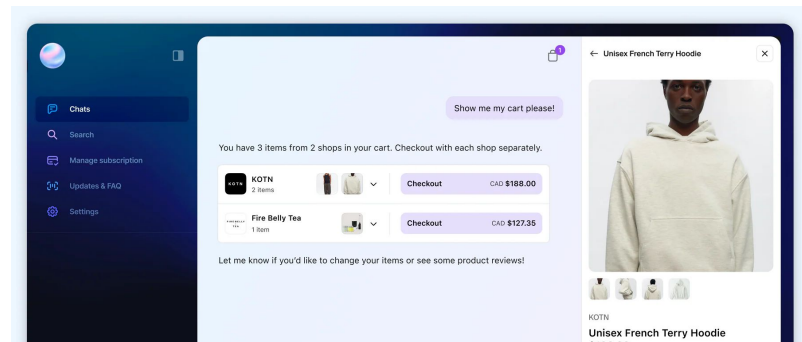 1
← Unisex French Terry Hoodie
Chats
Show me my cart please!
Search
You have 3 items from 2 shops in your cart. Checkout with each shop separately.
Manage subscription
KOTN
KOTN
2 items
Checkout CAD $188.00
Updates & FAQ
Settings
FIRE BELLY
TEA
Fire Belly Tea
1 item
Checkout CAD $127.35
Let me know if you'd like to change your items or see some product reviews!
KOTN
Unisex French Terry Hoodie